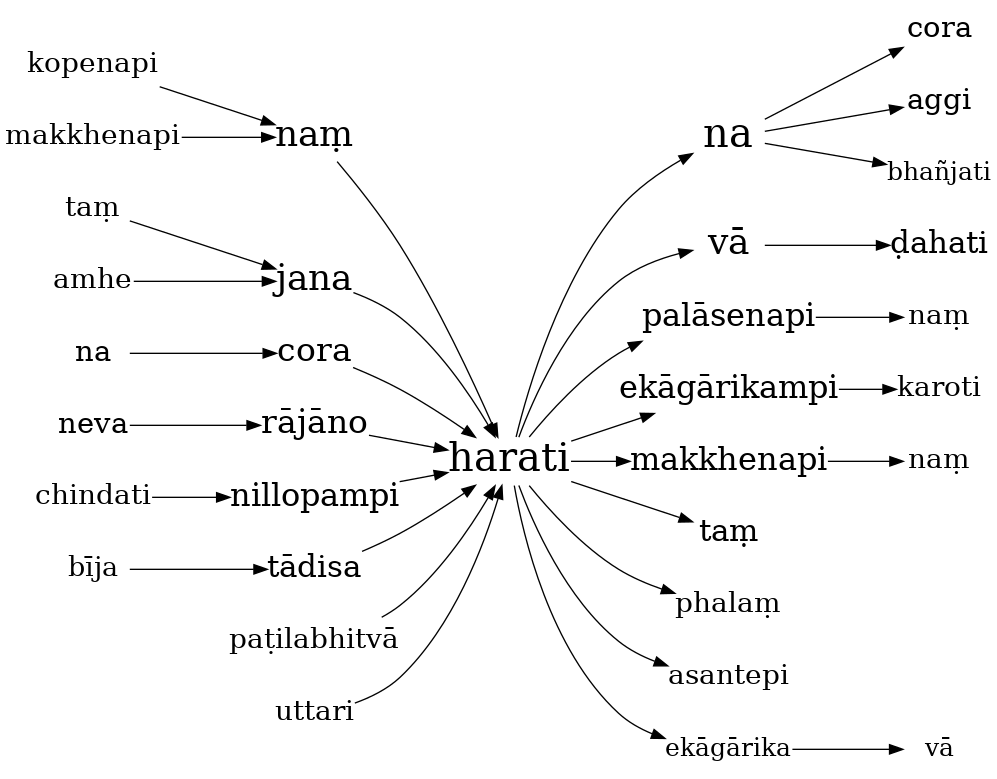 kopenapi
makkhenapi
naṃ
taṃ
amhe
jana
na
cora
neva
rājāno
chindati
nillopampi
bīja
tādisa
paṭilabhitvā
uttari
harati
na
cora
aggi
bhañjati
vā
ḍahati
palāsenapi
naṃ
ekāgārikampi
karoti
makkhenapi
naṃ
taṃ
phalaṃ
asantepi
ekāgārika
vā